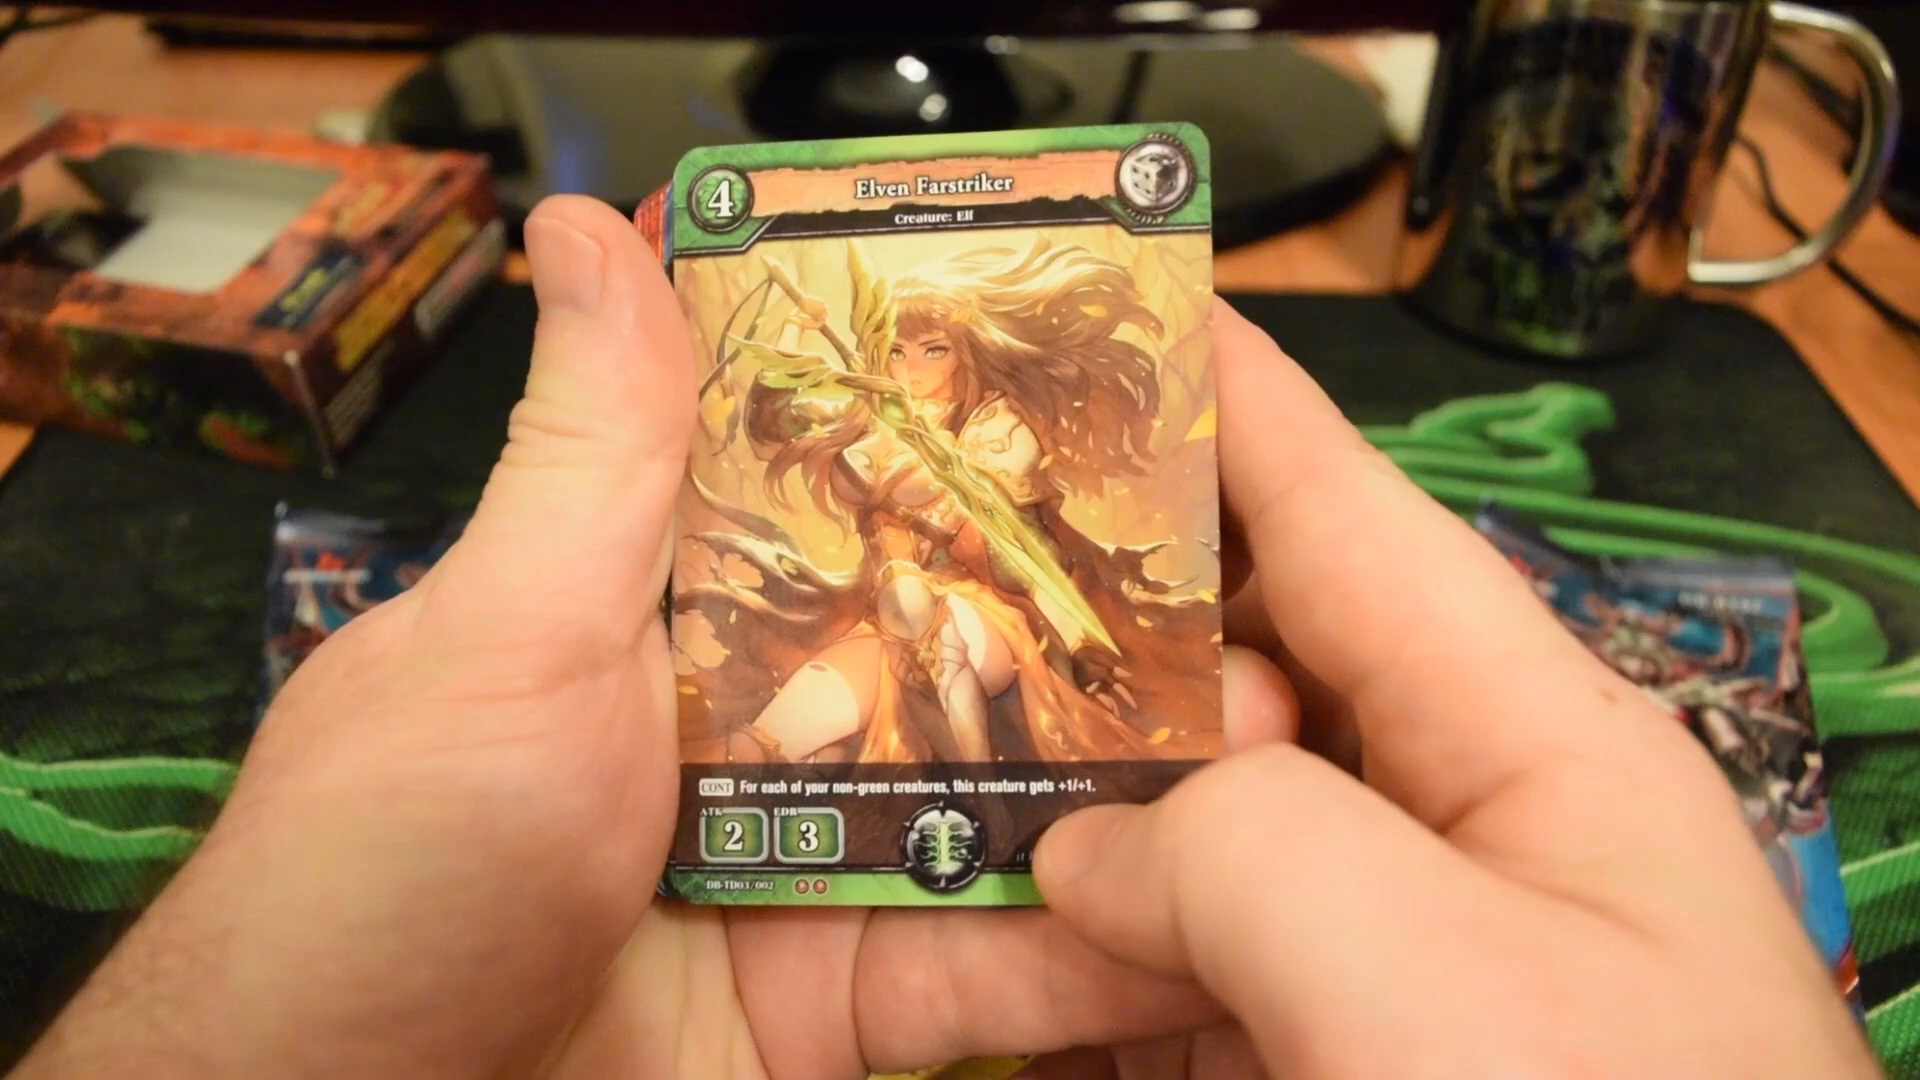 4
Elven Farstriker
Creature: Elf
CONT For each of your non-green creatures, this creature gets +1/+1.
ATK EDR
2 3
DB-TD03/002